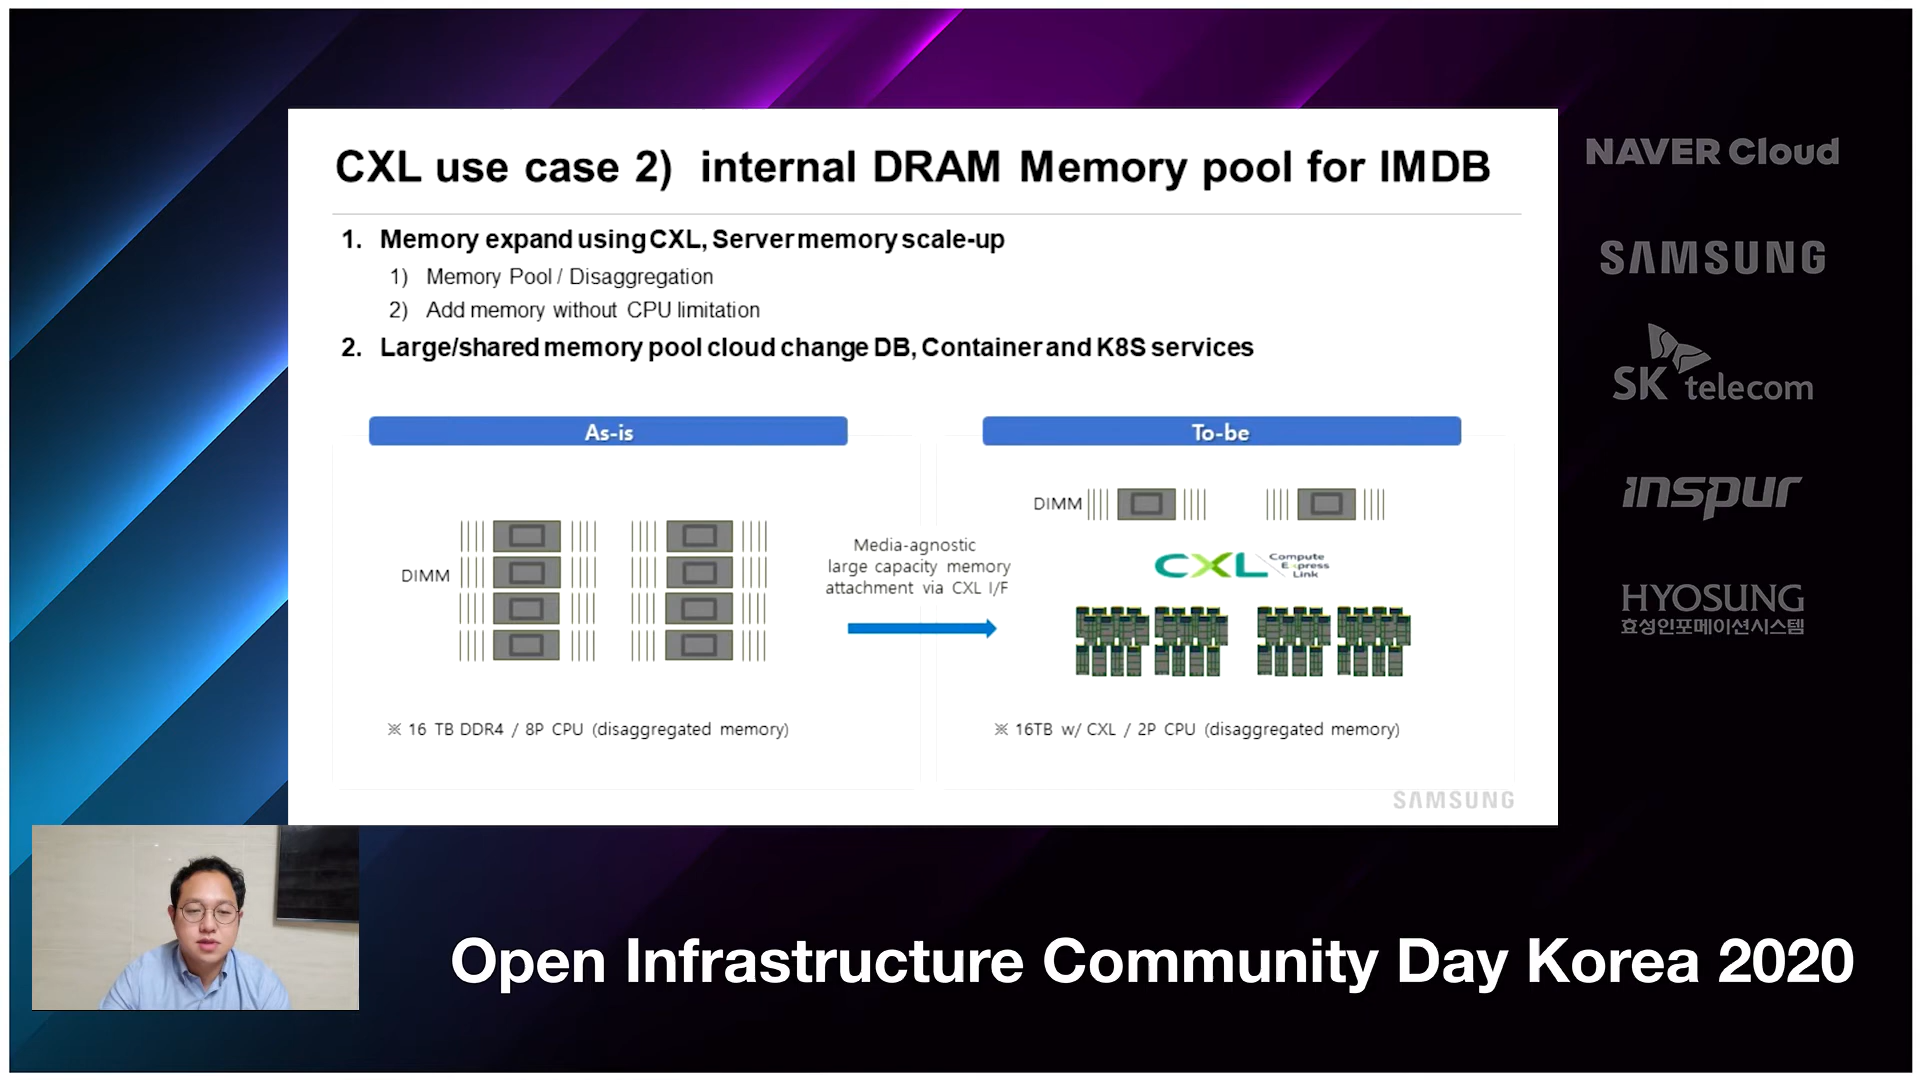 CXL use case 2) internal DRAM Memory pool for IMDB
1. Memory expand using CXL, Server memory scale-up
1) Memory Pool / Disaggregation
2) Add memory without CPU limitation
2. Large/shared memory pool cloud change DB, Container and K8S services
As-is
DIMM
※ 16 TB DDR4 / 8P CPU (disaggregated memory)
Media-agnostic
large capacity memory
attachment via CXL I/F
To-be
DIMM
CXL
Compute
Express
Link
※ 16TB w/ CXL / 2P CPU (disaggregated memory)
SAMSUNG
NAVER Cloud
SAMSUNG
SK telecom
inspur
HYOSUNG
효성인포메이션시스템
Open Infrastructure Community Day Korea 2020